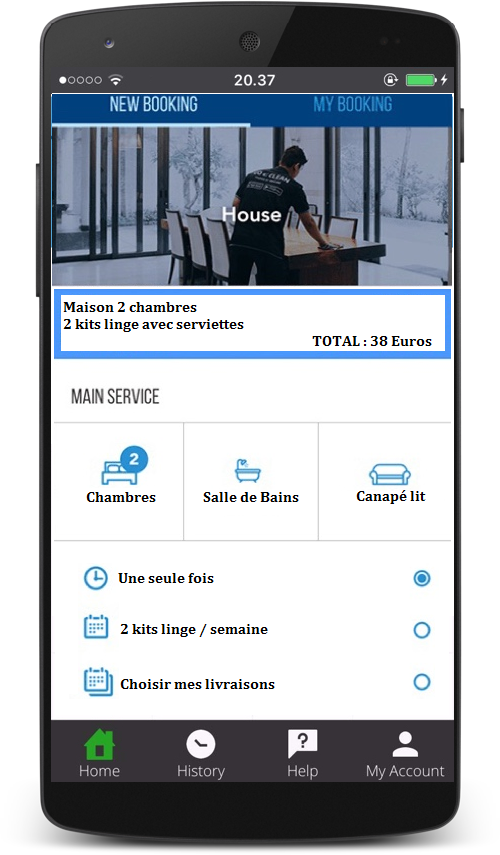 20.37
NEW BOOKING
MY BOOKING
CLEAN
House
Maison 2 chambres
2 kits linge avec serviettes
TOTAL : 38 Euros
MAIN SERVICE
2
Chambres
Salle de Bains
Canapé lit
Une seule fois
2 kits linge / semaine
Choisir mes livraisons
?
Home
History
Help
My Account